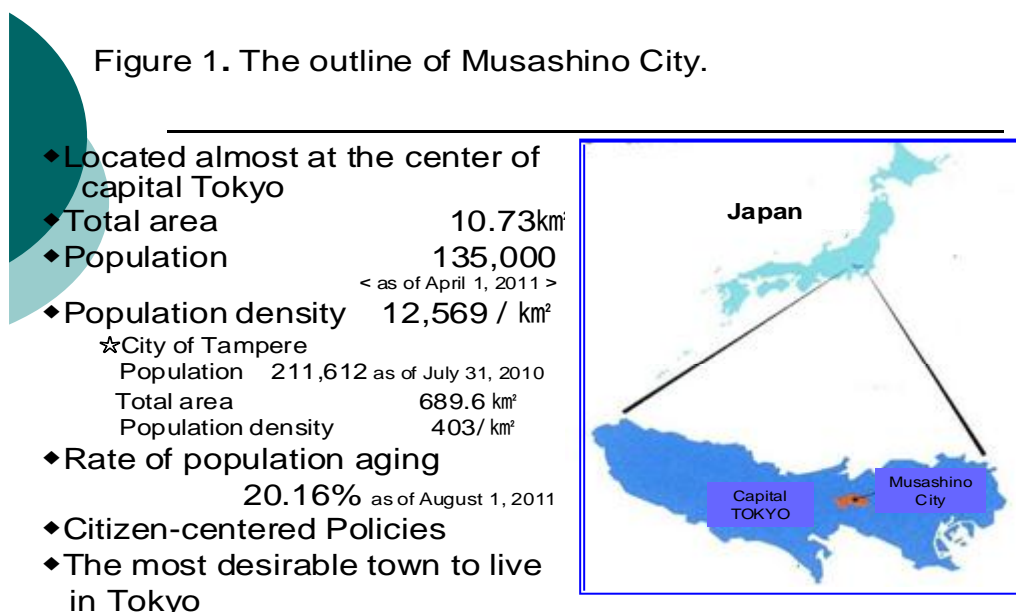 Figure 1. The outline of Musashino City.
◆Located almost at the center of
capital Tokyo
◆Total area 10.73km²
◆Population 135,000
< as of April 1, 2011 >
◆Population density 12,569 / km²
☆City of Tampere
Population 211,612 as of July 31, 2010
Total area 689.6 km²
Population density 403/ km²
◆Rate of population aging
20.16% as of August 1, 2011
◆Citizen-centered Policies
◆The most desirable town to live
in Tokyo
Japan
Capital
TOKYO
Musashino
City